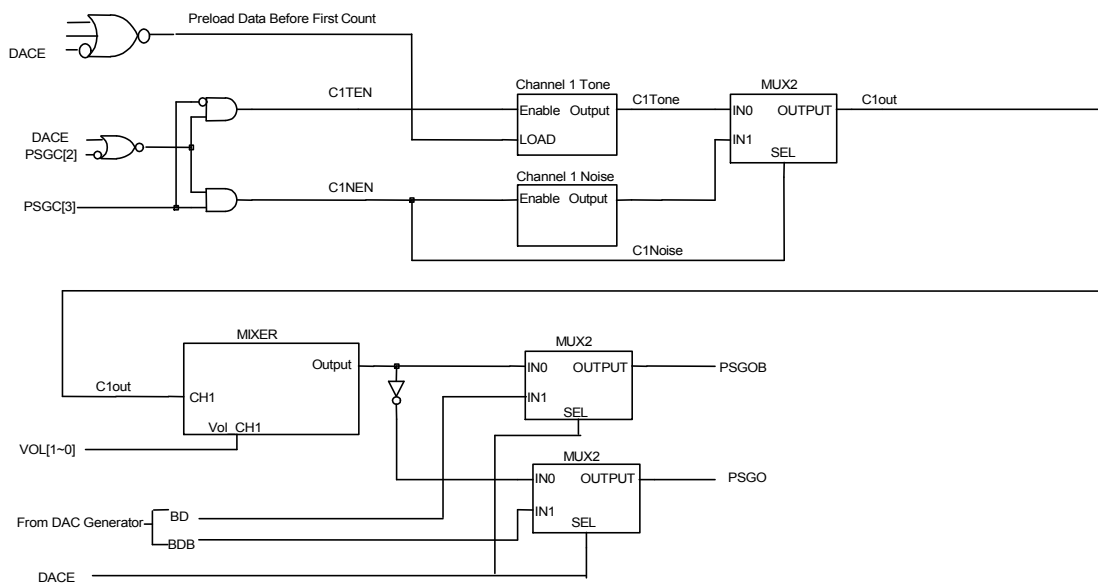 Preload Data Before First Count
DACE
Channel 1 Tone
MUX2
C1TEN
Enable Output
C1Tone
IN0 OUTPUT
C1out
LOAD
IN1
SEL
DACE
PSGC[2]
Channel 1 Noise
C1NEN
Enable Output
PSGC[3]
C1Noise
MIXER
MUX2
Output
IN0 OUTPUT
PSGOB
C1out
CH1
IN1
SEL
Vol_CH1
VOL[1~0]
MUX2
IN0 OUTPUT
PSGO
IN1
SEL
From DAC Generator
BD
BDB
DACE